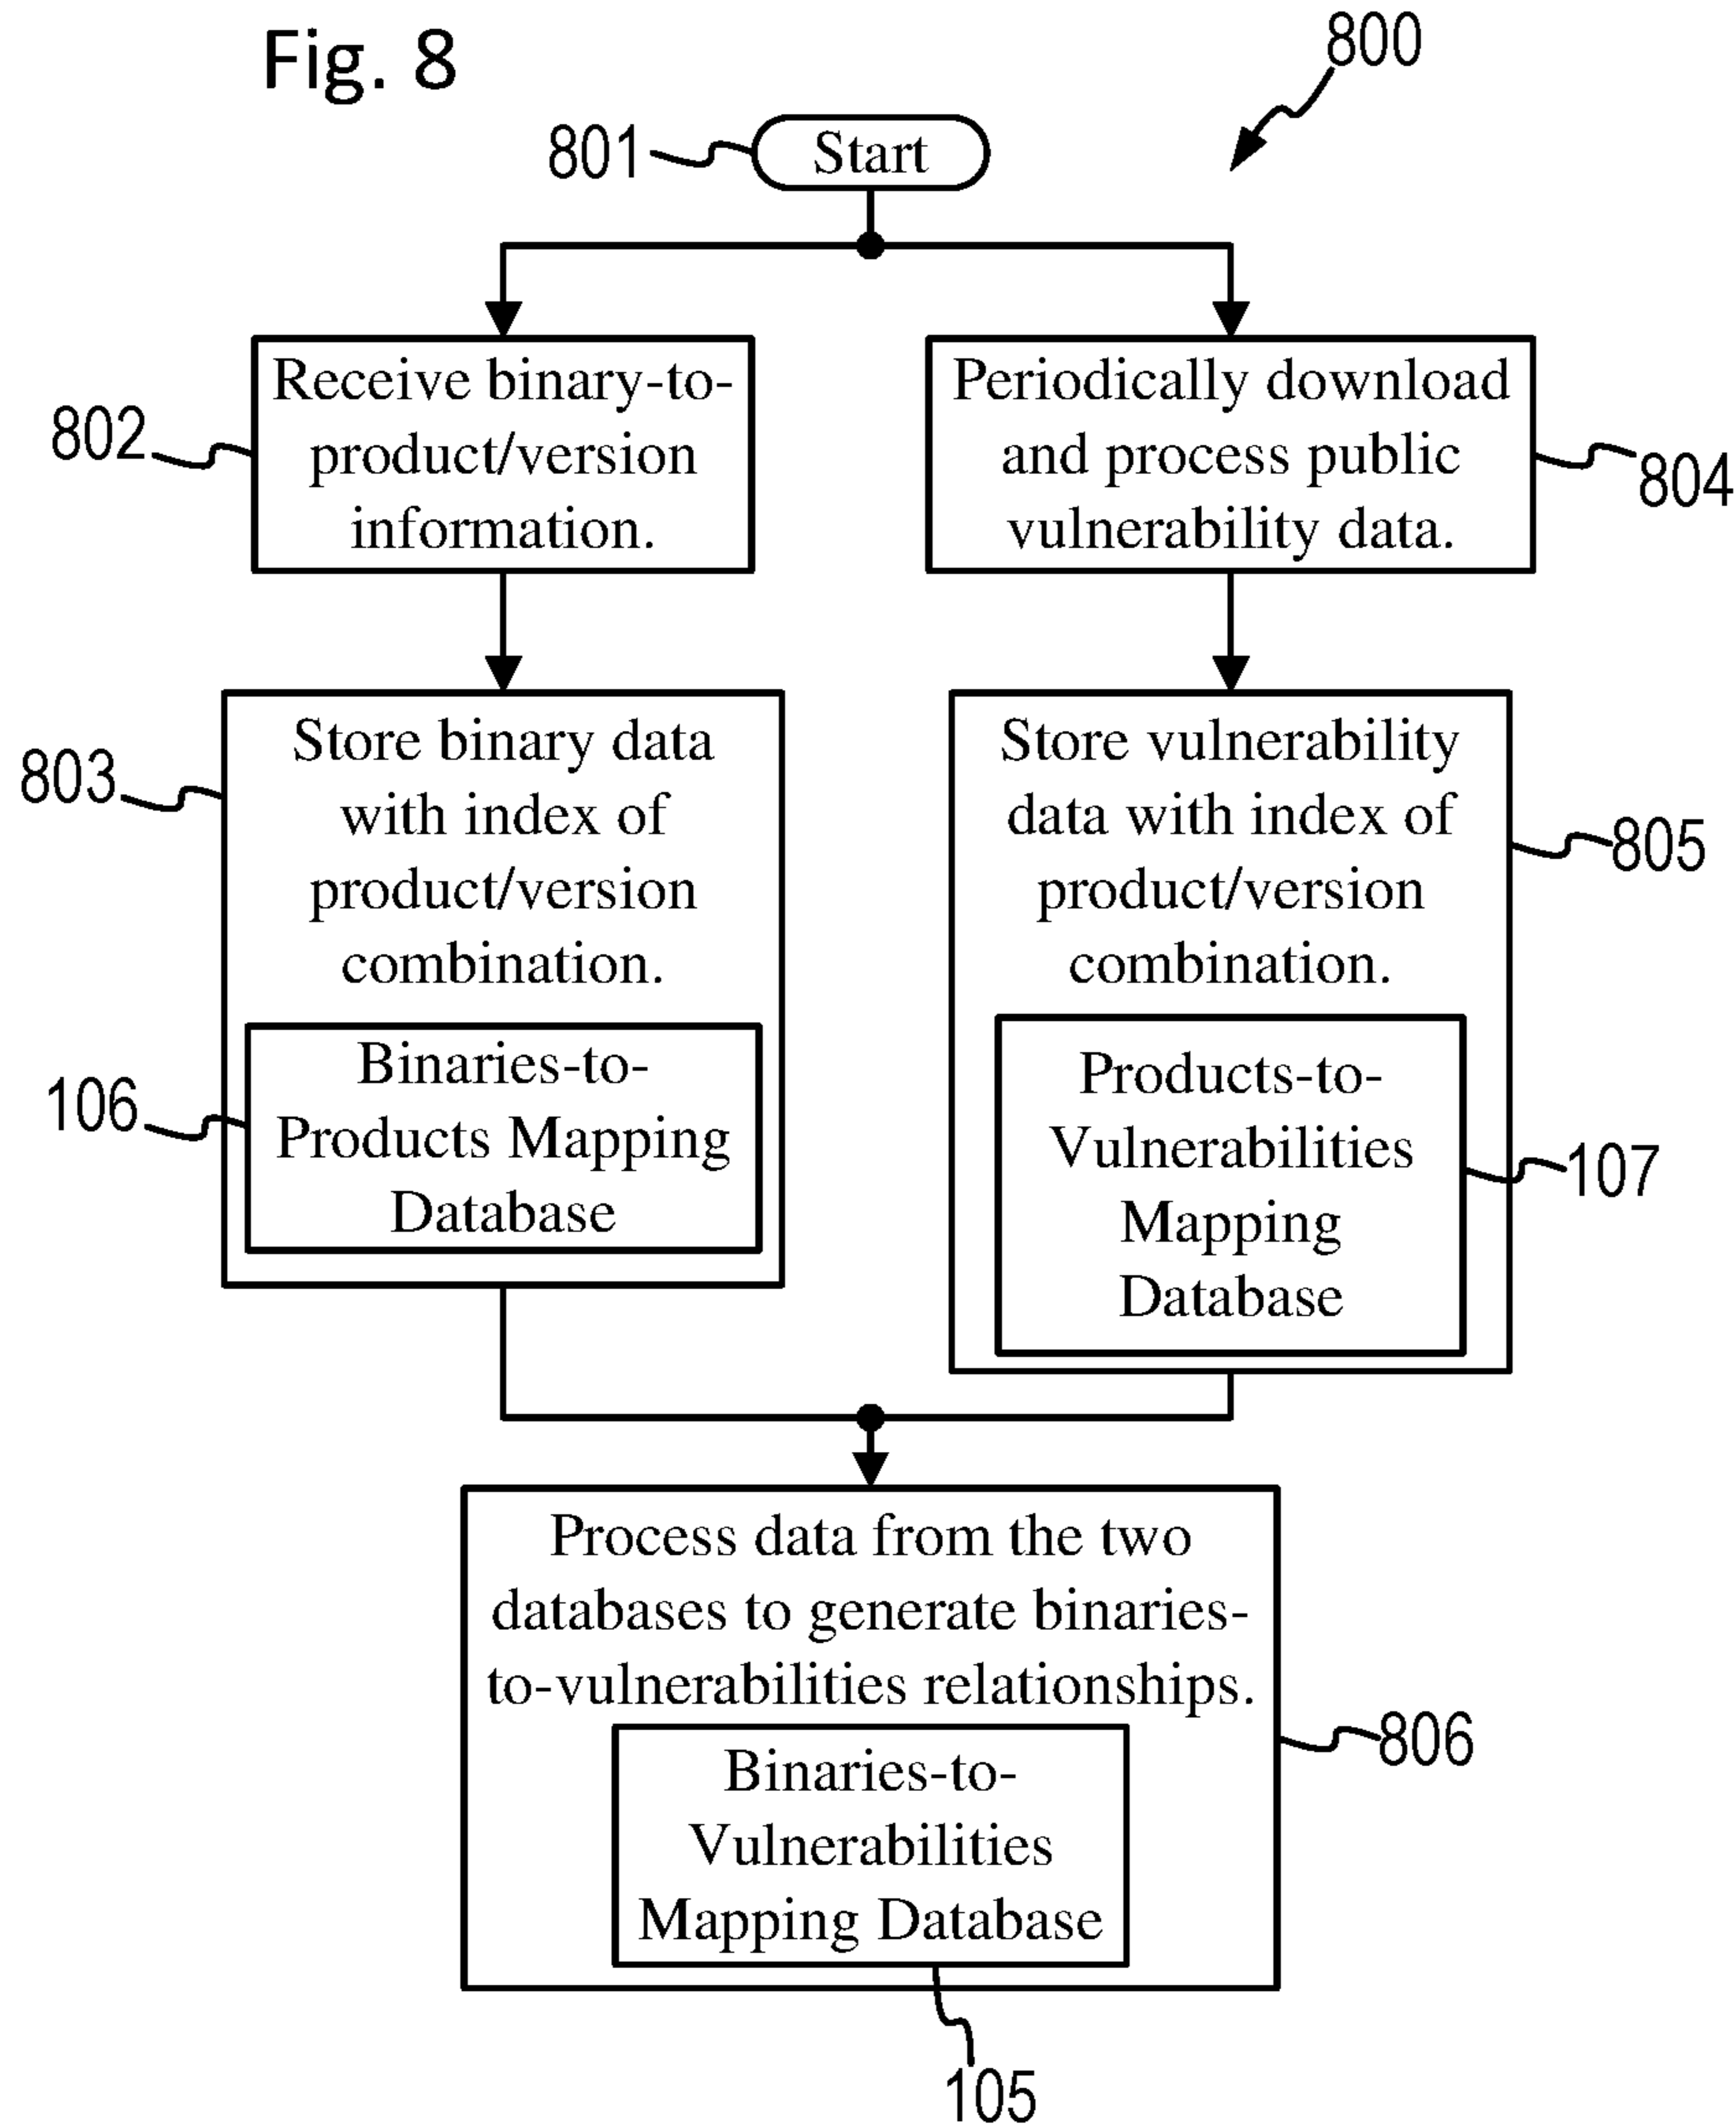 Fig. 8
800
801
Start
Receive binary-to-
product/version
information.
802
Periodically download
and process public
vulnerability data.
804
Store binary data
with index of
product/version
combination.
803
Binaries-to-
Products Mapping
Database
106
Store vulnerability
data with index of
product/version
combination.
805
Products-to-
Vulnerabilities
Mapping
Database
107
Process data from the two
databases to generate binaries-
to-vulnerabilities relationships.
806
Binaries-to-
Vulnerabilities
Mapping Database
105